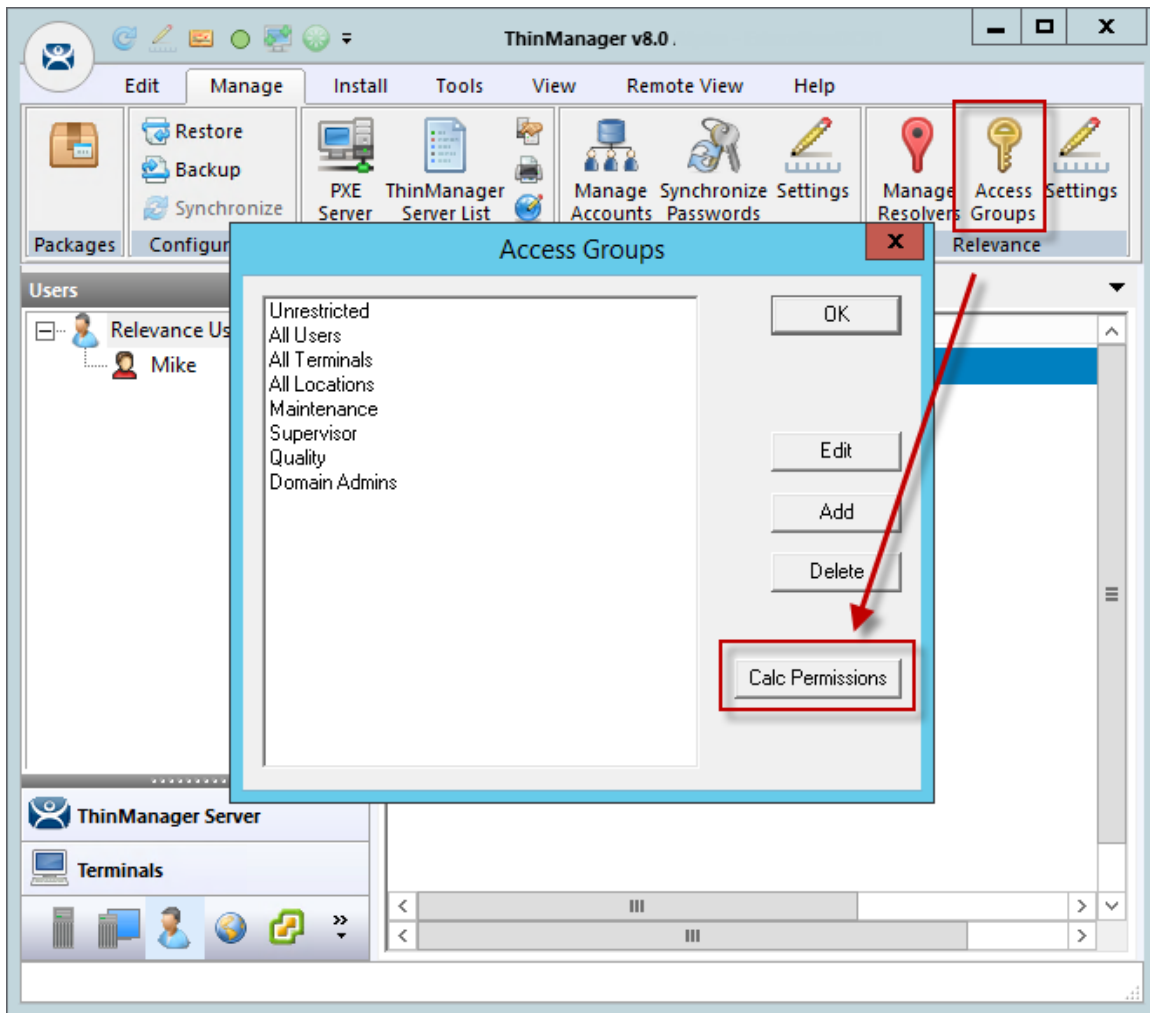 ThinManager v8.0 .
Edit Manage Install Tools View Remote View Help
Restore
Backup
Synchronize
PXE Server
ThinManager Server List
Manage Accounts
Synchronize Passwords
Settings
Manage Resolvers
Access Groups
Settings
Packages
Configur
Relevance
Access Groups
x
Users
Relevance Us
Mike
Unrestricted
All Users
All Terminals
All Locations
Maintenance
Supervisor
Quality
Domain Admins
OK
Edit
Add
Delete
Calc Permissions
ThinManager Server
Terminals